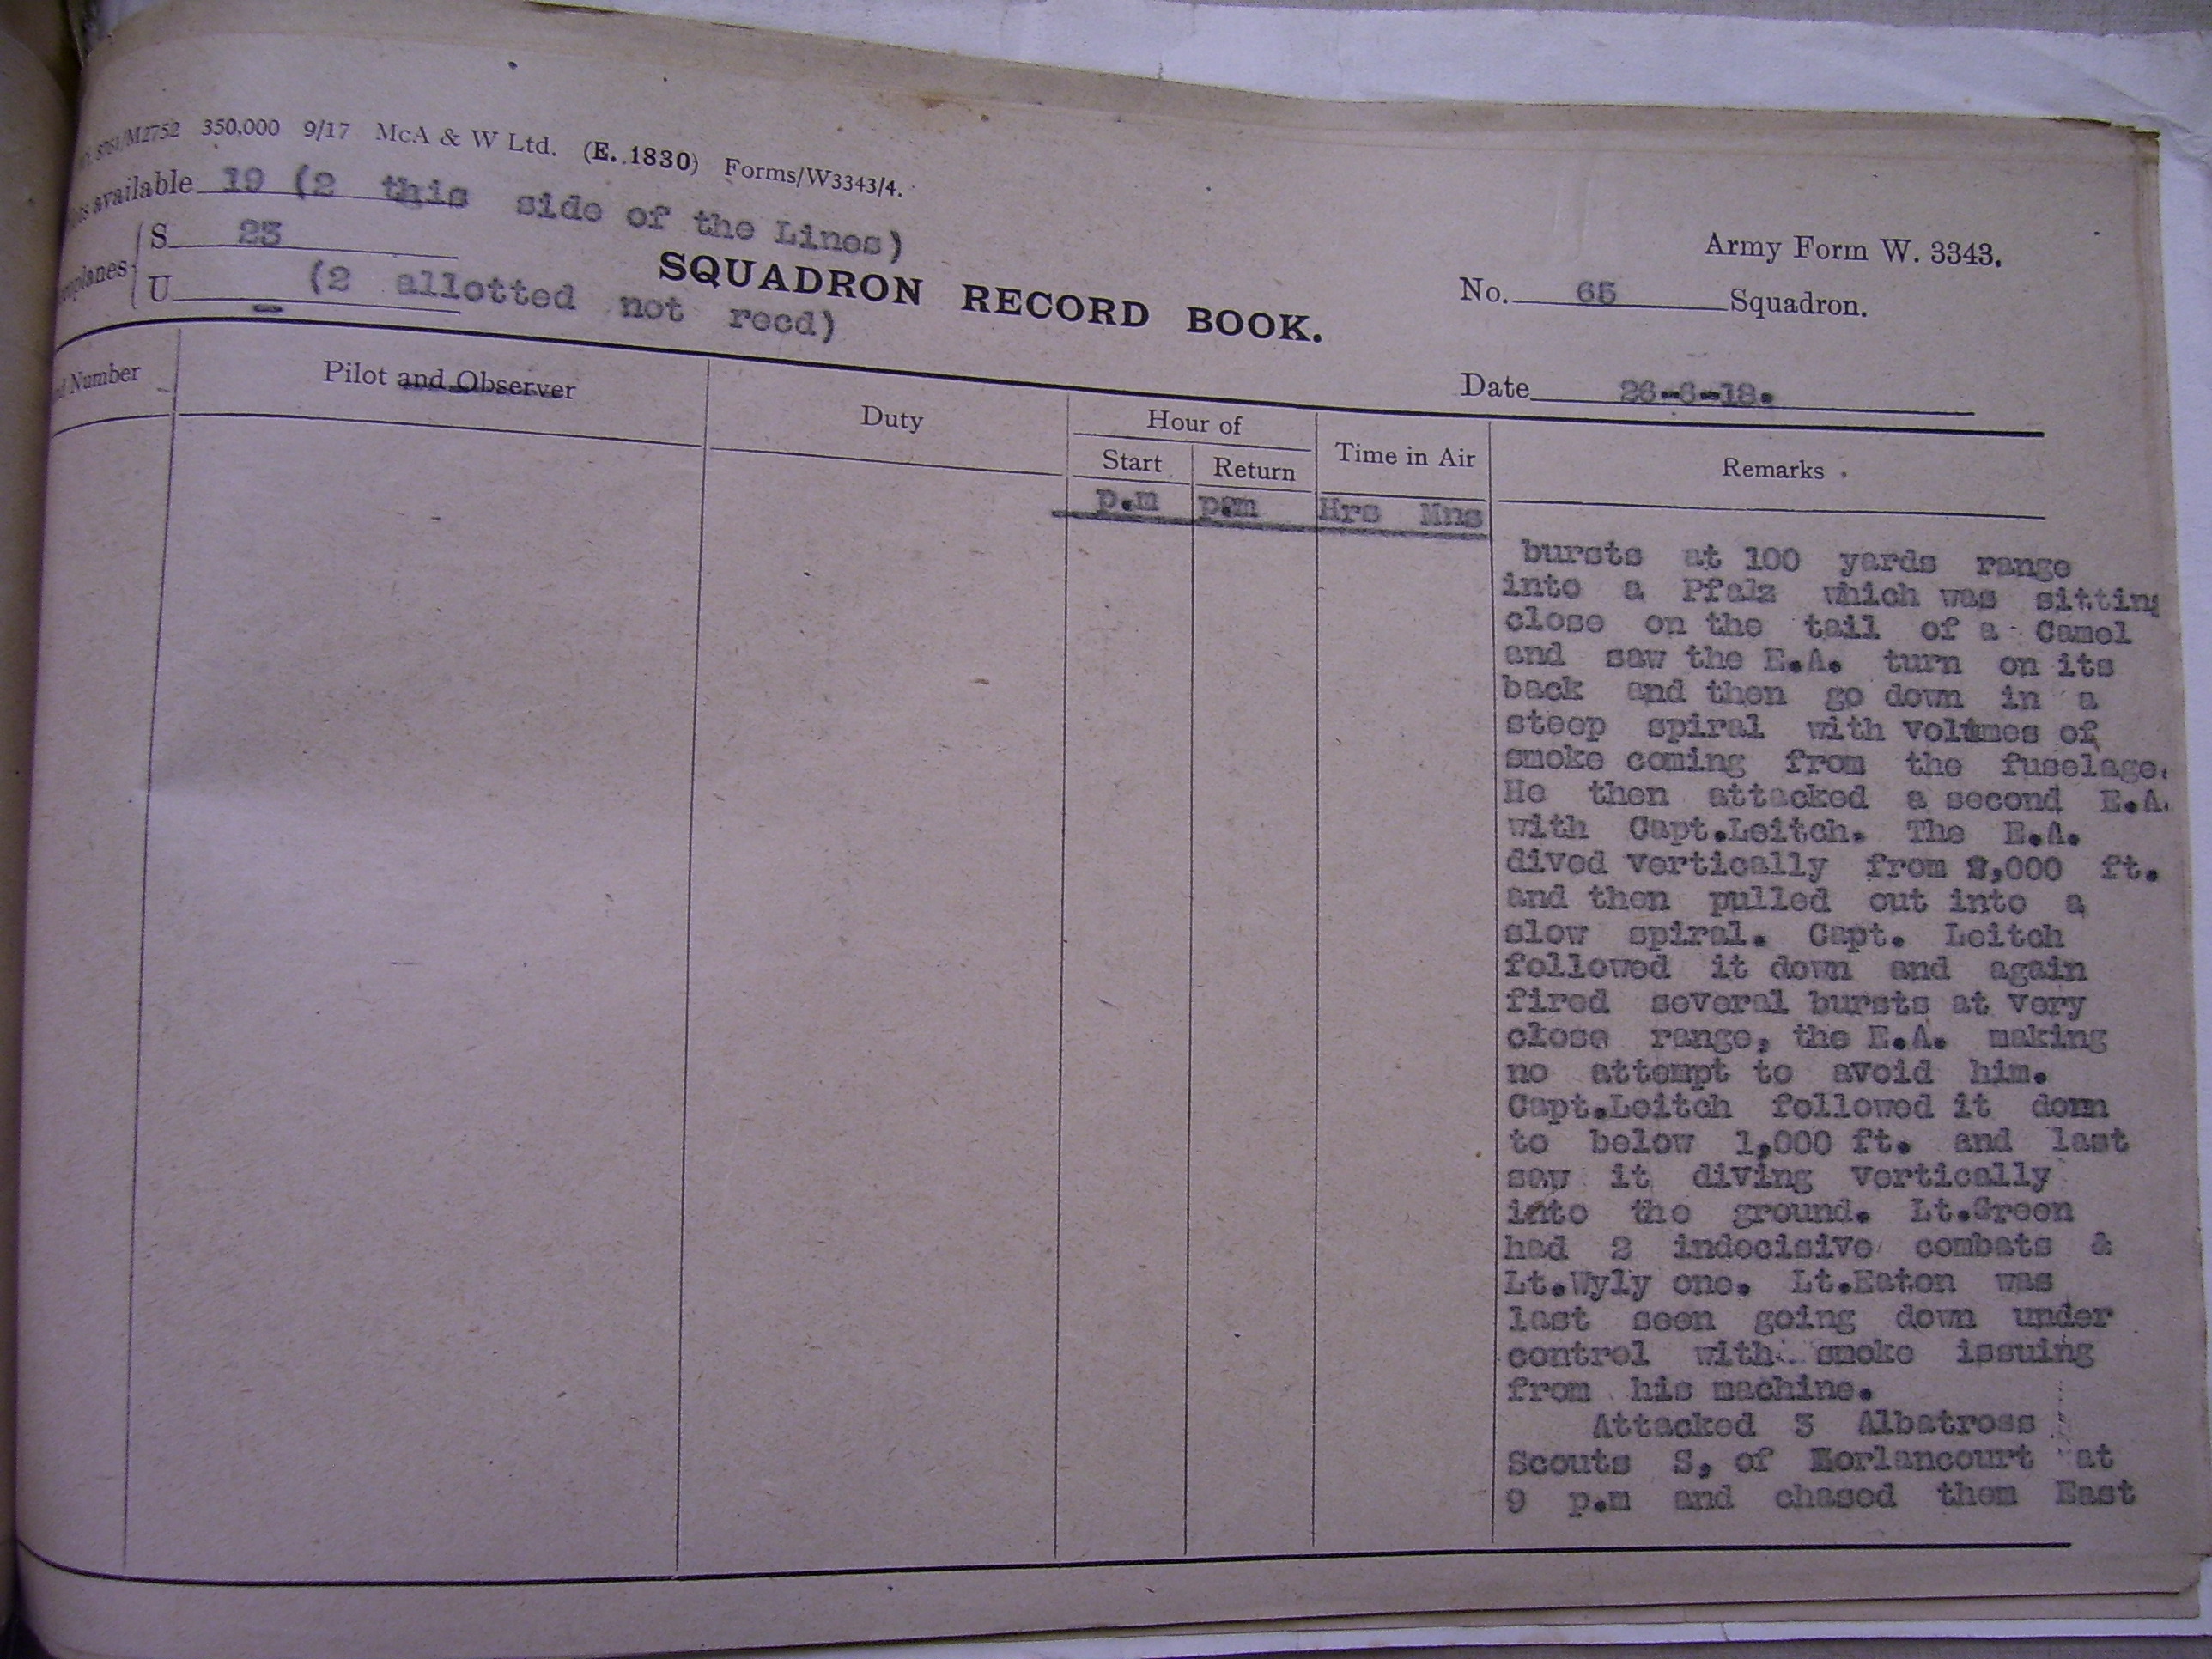 8761/M2752 350,000 9/17 McA & W Ltd. (E. 1830) Forms/W3343/4.
available 19 (2 this side of the Lines)
S 23
U - (2 allotted not recd)
Army Form W. 3343.
SQUADRON RECORD BOOK.
No. 65 Squadron.
Date 26-6-18.
Number
Pilot and Observer
Duty
Hour of
Start
Return
Time in Air
Remarks
p.m p.m Hrs Mns
bursts at 100 yards range
into a Pfalz which was sitting
close on the tail of a Camel
and saw the E.A. turn on its
back and then go down in a
steep spiral with volumes of
smoke coming from the fuselage.
He then attacked a second E.A.
with Capt.Leitch. The E.A.
dived vertically from ,000 ft.
and then pulled out into a
slow spiral. Capt. Leitch
followed it down and again
fired several bursts at very
close range, the E.A. making
no attempt to avoid him.
Capt.Leitch followed it down
to below 1,000 ft. and last
saw it diving vertically
into the ground. Lt.Green
had 2 indecisive combats &
Lt.Wyly one. Lt.Eaton was
last seen going down under
control with smoke issuing
from his machine.
Attacked 3 Albatross
Scouts S, of Morlancourt at
9 p.m and chased them East